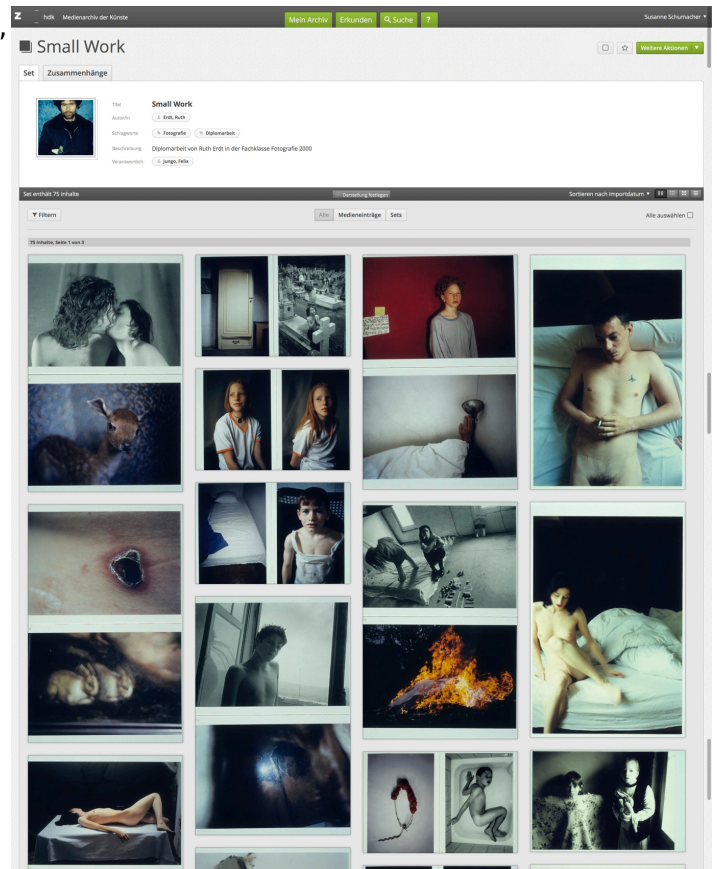 ,
Z hdk Medienarchiv der Künste Mein Archiv Erkunden Suche ? Susanne Schumacher
Small Work Weitere Aktionen
Set Zusammenhänge
Titel Small Work
Autor/in Erdt, Ruth
Schlagworte Fotografie Diplomarbeit
Beschreibung Diplomarbeit von Ruth Erdt in der Fachklasse Fotografie 2000
Verantwortlich Junge, Felix
Set enthält 75 Inhalte Darstellung festlegen Sortieren nach Importdatum
Filtern Alle Medieneinträge Sets Alle auswählen
75 Inhalte, Seite 1 von 3